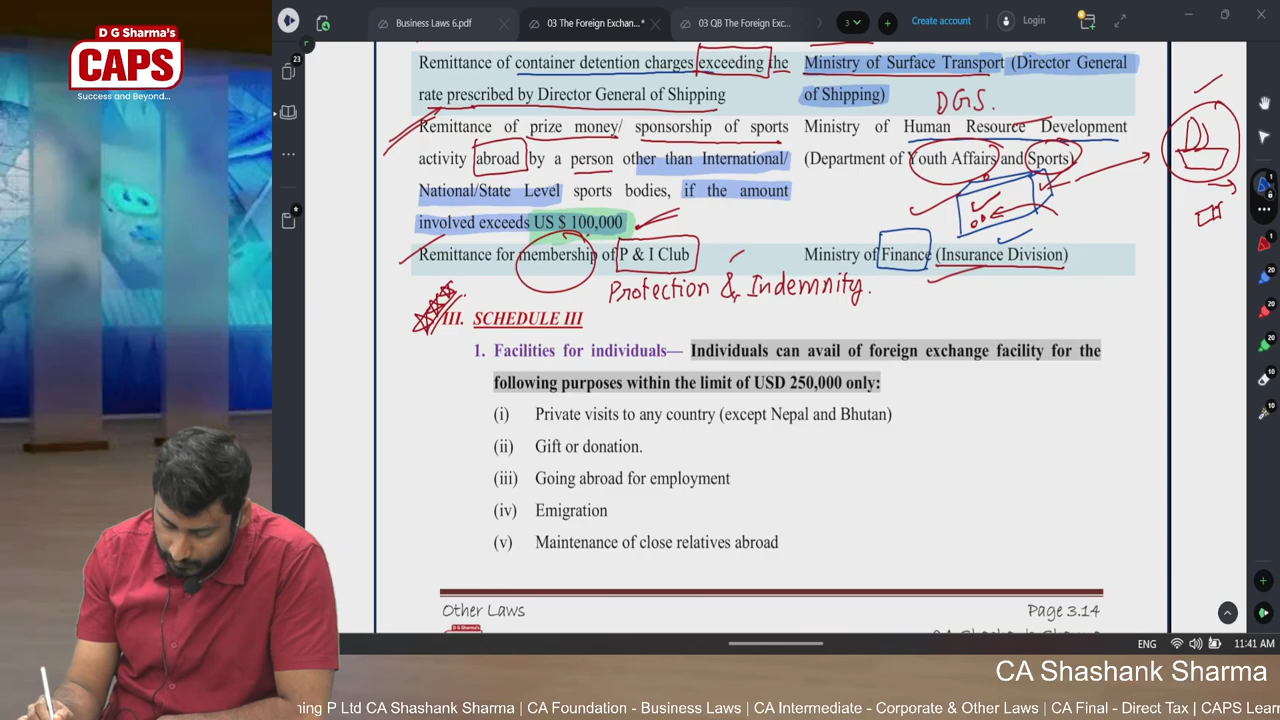 D G Sharma's
CAPS
Success and Beyond...
Business Laws 6.pdf
03 The Foreign Exchan...*
03 QB The Foreign Exc...
3
Create account
Login
23
Remittance of container detention charges exceeding the
rate prescribed by Director General of Shipping
Ministry of Surface Transport (Director General
of Shipping)
DGS.
Remittance of prize money/ sponsorship of sports
activity abroad by a person other than International/
National/State Level sports bodies, if the amount
involved exceeds US $ 100,000
Ministry of Human Resource Development
(Department of Youth Affairs and Sports)
Remittance for membership of P & I Club
Ministry of Finance (Insurance Division)
Protection & Indemnity.
III. SCHEDULE III
1. Facilities for individuals— Individuals can avail of foreign exchange facility for the
following purposes within the limit of USD 250,000 only:
(i) Private visits to any country (except Nepal and Bhutan)
(ii) Gift or donation.
(iii) Going abroad for employment
(iv) Emigration
(v) Maintenance of close relatives abroad
Other Laws
Page 3.14
1
20
20
20
10
10
ENG
11:41 AM
CA Shashank Sharma
ning P Ltd CA Shashank Sharma | CA Foundation - Business Laws | CA Intermediate - Corporate & Other Laws | CA Final - Direct Tax | CAPS Lear